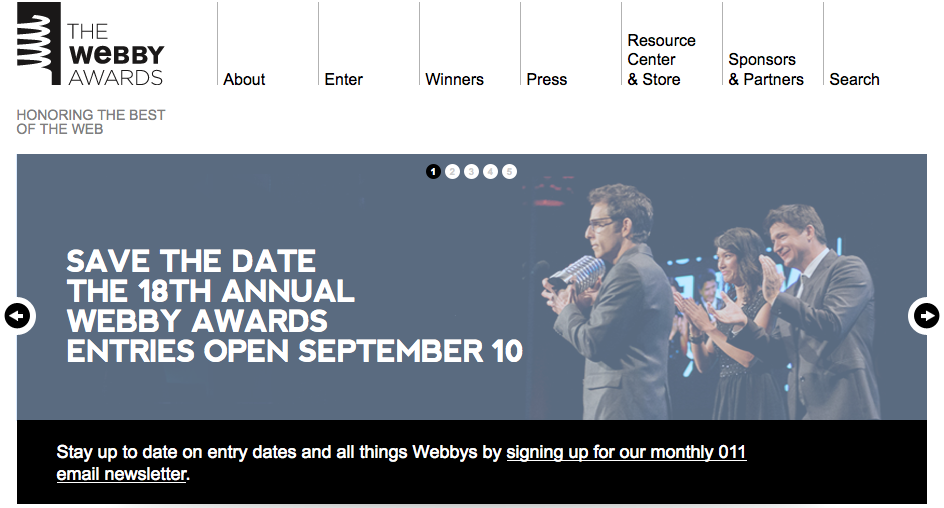 THE
WEBBY
AWARDS
About
Enter
Winners
Press
Resource
Center
& Store
Sponsors
& Partners
Search
HONORING THE BEST
OF THE WEB
1 2 3 4 5
SAVE THE DATE
THE 18TH ANNUAL
WEBBY AWARDS
ENTRIES OPEN SEPTEMBER 10
Stay up to date on entry dates and all things Webbys by signing up for our monthly 011
email newsletter.